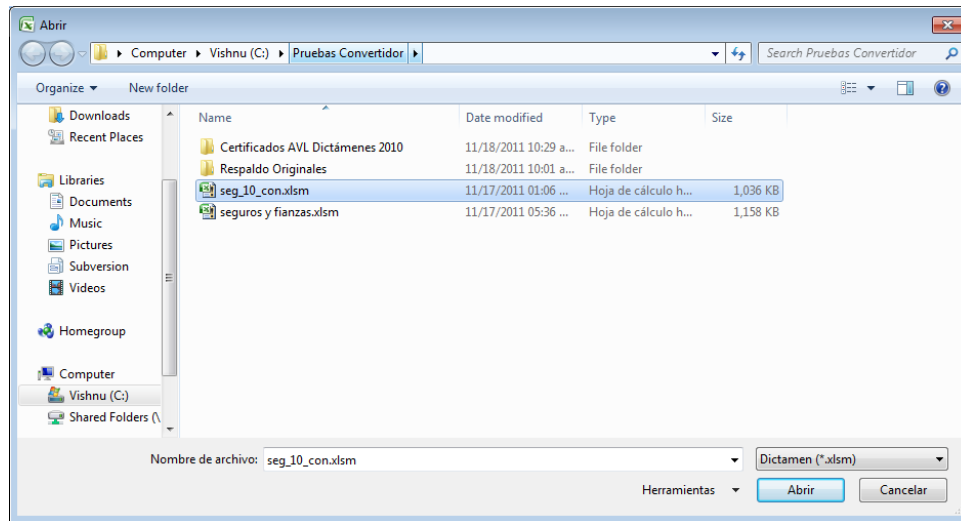 Abrir
Computer Vishnu (C:) Pruebas Convertidor Search Pruebas Convertidor
Organize New folder
Downloads
Recent Places
Libraries
Documents
Music
Pictures
Subversion
Videos
Homegroup
Computer
Vishnu (C:)
Shared Folders (\
Name Date modified Type Size
Certificados AVL Dictámenes 2010 11/18/2011 10:29 a... File folder
Respaldo Originales 11/18/2011 10:01 a... File folder
seg_10_con.xlsm 11/17/2011 01:06 ... Hoja de cálculo h... 1,036 KB
seguros y fianzas.xlsm 11/17/2011 05:36 ... Hoja de cálculo h... 1,158 KB
Nombre de archivo: seg_10_con.xlsm Dictamen (*.xlsm)
Herramientas Abrir Cancelar